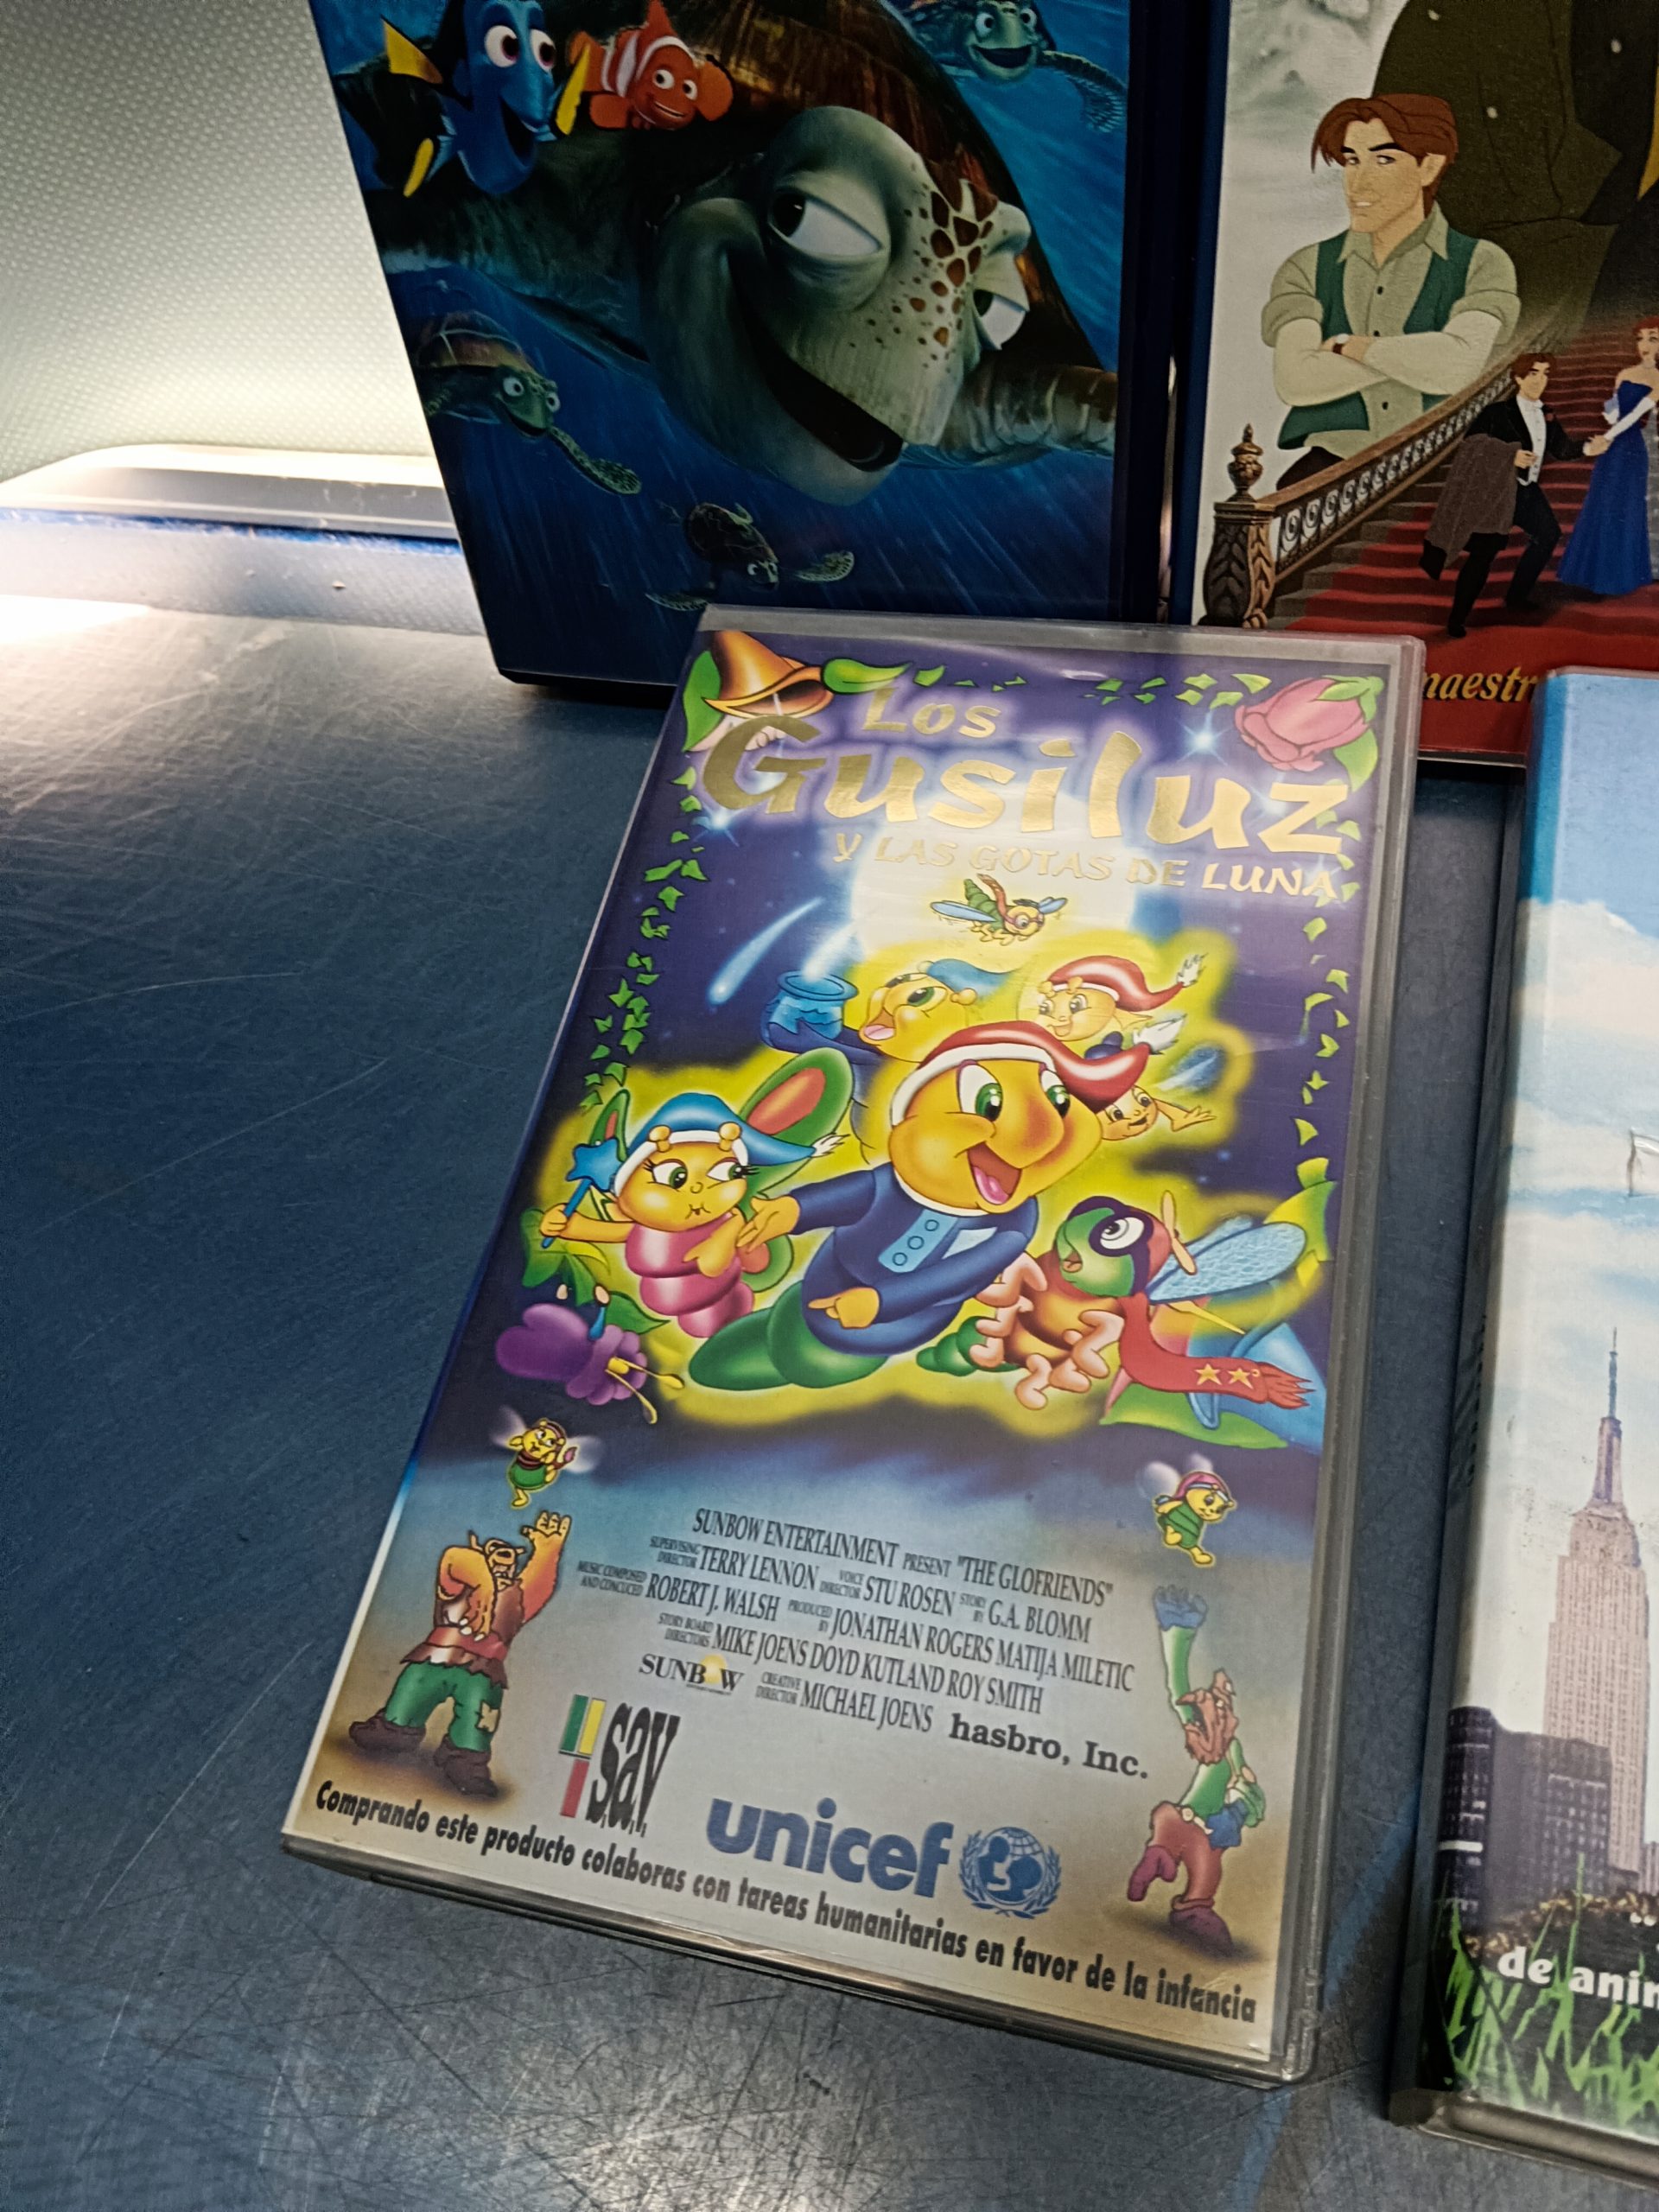 maestr
Los
Gusiluz
Y LAS GOTAS DE LUNA
SUNBOW ENTERTAINMENT PRESENT "THE GLOFRIENDS"
SUPERVISING DIRECTOR TERRY LENNON VOICE DIRECTOR STU ROSEN STORY BY G.A. BLOMM
MUSIC COMPOSED AND CONCUCED ROBERT J. WALSH PRODUCED BY JONATHAN ROGERS MATIJA MILETIC
STORY BOARD DIRECTORS MIKE JOENS DOYD KUTLAND ROY SMITH
SUNBOW CREATIVE DIRECTOR MICHAEL JOENS hasbro, Inc.
s.a.v.
unicef
Comprando este producto colaboras con tareas humanitarias en favor de la infancia
de anim